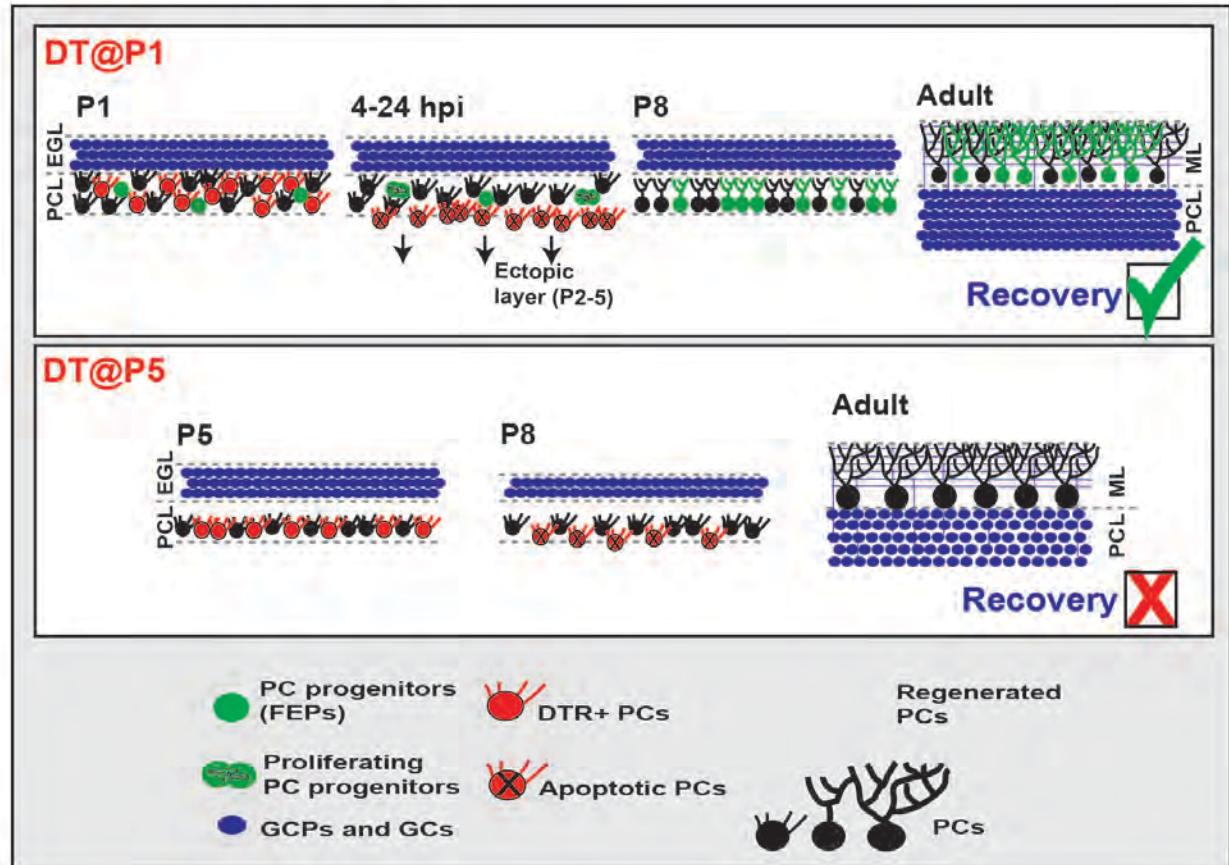 DT@P1
P1
4-24 hpi
P8
Adult
EGL
PCL
ML
PCL
Ectopic
layer (P2-5)
Recovery
DT@P5
P5
P8
Adult
EGL
PCL
ML
PCL
Recovery X
PC progenitors
(FEPs)
DTR+ PCs
Regenerated
PCs
Proliferating
PC progenitors
Apoptotic PCs
GCPs and GCs
PCs